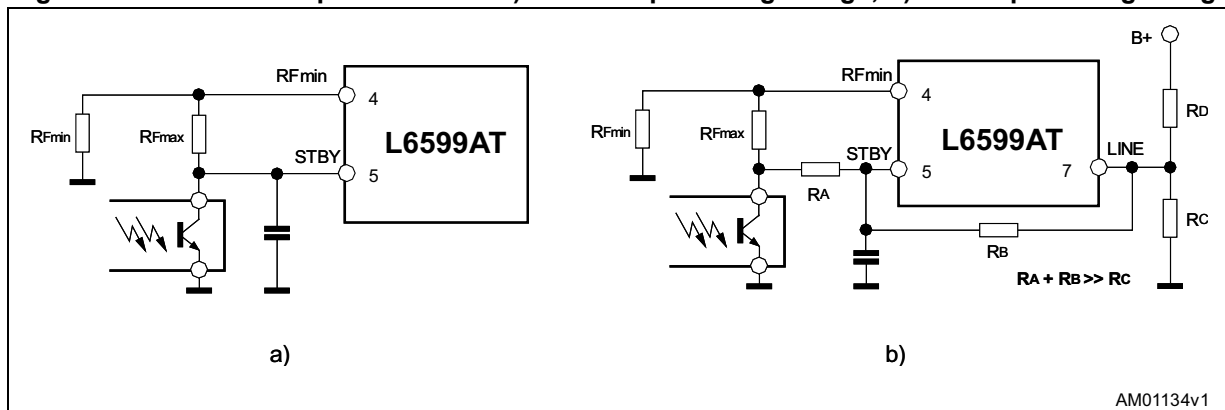 RFmin
4
RFmin
RFmax
L6599AT
STBY
5
a)
B+
RFmin
4
RD
RFmin
RFmax
L6599AT
STBY
LINE
5
7
RA
RC
RB
RA + RB >> RC
b)
AM01134v1